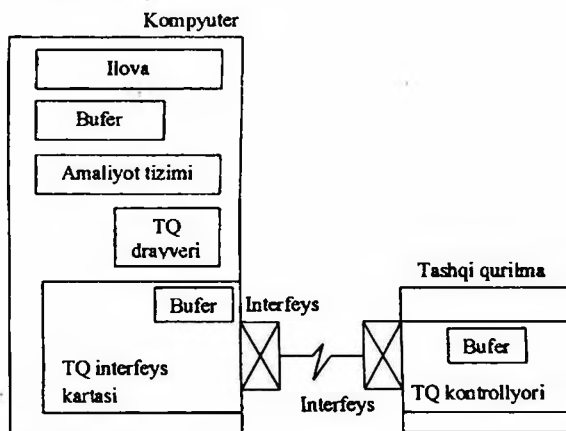 Kompyuter
Ilova
Bufer
Amaliyot tizimi
TQ
drayveri
Bufer
Interfeys
TQ interfeys
kartasi
Interfeys
Tashqi qurilma
Bufer
TQ kontrollyori